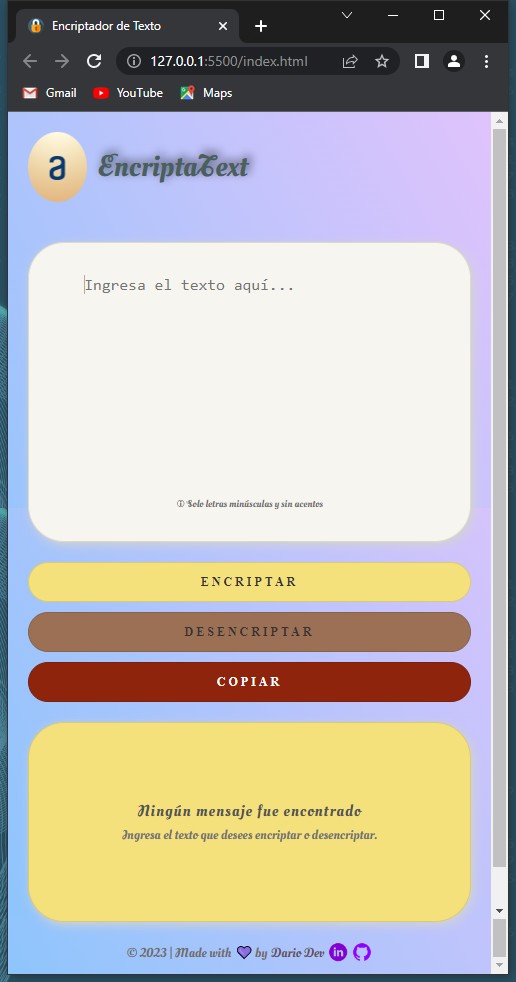 Encriptador de Texto
127.0.0.1:5500/index.html
Gmail YouTube Maps
a EncriptaText
Ingresa el texto aquí...
Solo letras minúsculas y sin acentos
ENCRIPTAR
DESENCRIPTAR
COPIAR
Ningún mensaje fue encontrado
Ingresa el texto que desees encriptar o desencriptar.
© 2023 | Made with 💜 by Dario Dev in